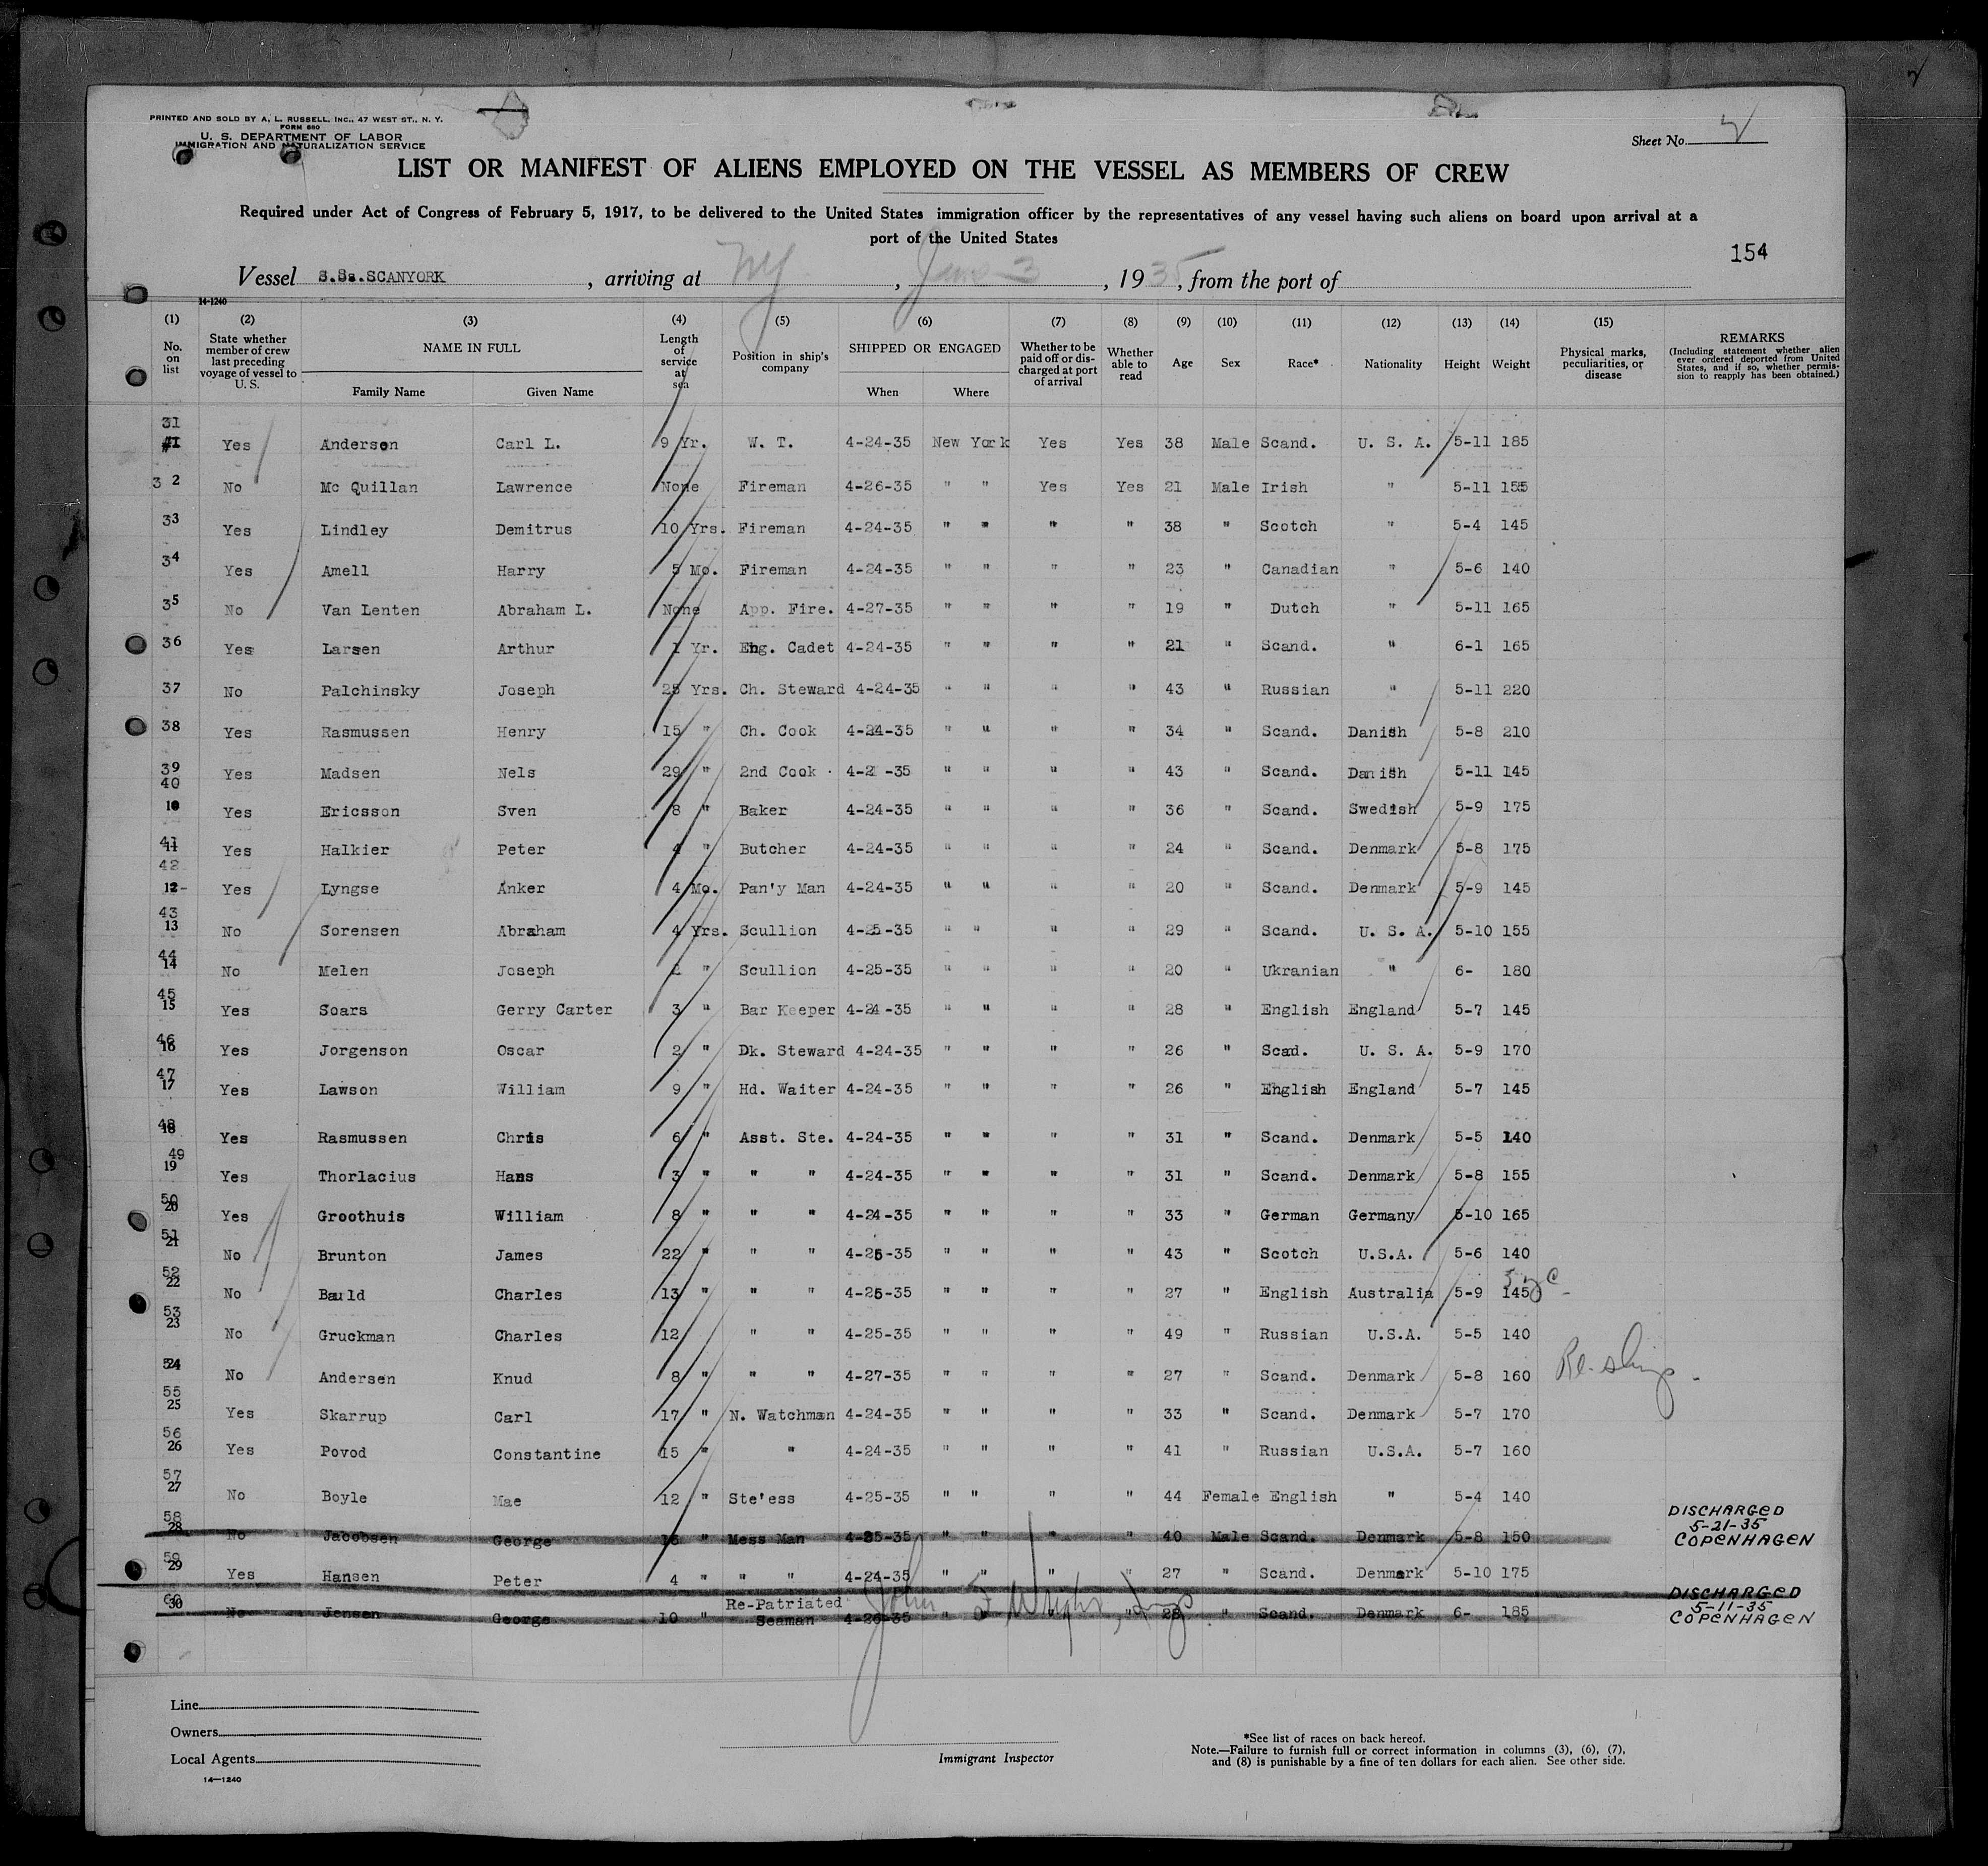 PRINTED AND SOLD BY A. L. RUSSELL, INC., 47 WEST ST., N. Y.
FORM 680
U. S. DEPARTMENT OF LABOR
IMMIGRATION AND NATURALIZATION SERVICE
Sheet No. 2
LIST OR MANIFEST OF ALIENS EMPLOYED ON THE VESSEL AS MEMBERS OF CREW
Required under Act of Congress of February 5, 1917, to be delivered to the United States immigration officer by the representatives of any vessel having such aliens on board upon arrival at a
port of the United States
154
Vessel S.Ss.SCANYORK , arriving at NY , June 3 , 1935 , from the port of
14-1240
(1) (2) (3) (4) (5) (6) (7) (8) (9) (10) (11) (12) (13) (14) (15)
No. on list State whether member of crew last preceding voyage of vessel to U. S. NAME IN FULL Family Name Given Name Length of service at sea Position in ship's company SHIPPED OR ENGAGED When Where Whether to be paid off or discharged at port of arrival Whether able to read Age Sex Race* Nationality Height Weight Physical marks, peculiarities, or disease REMARKS (Including statement whether alien ever ordered deported from United States, and if so, whether permission to reapply has been obtained.)
31 Yes Andersen Carl L. 9 Yr. W. T. 4-24-35 New York Yes Yes 38 Male Scand. U. S. A. 5-11 185
32 No Mc Quillan Lawrence None Fireman 4-26-35 " " Yes Yes 21 Male Irish " 5-11 155
33 Yes Lindley Demitrus 10 Yrs. Fireman 4-24-35 " " " " 38 " Scotch " 5-4 145
34 Yes Amell Harry 5 Mo. Fireman 4-24-35 " " " " 23 " Canadian " 5-6 140
35 No Van Lenten Abraham L. None App. Fire. 4-27-35 " " " " 19 " Dutch " 5-11 165
36 Yes Larsen Arthur 1 Yr. Eng. Cadet 4-24-35 " " " " 21 " Scand. " 6-1 165
37 No Palchinsky Joseph 25 Yrs. Ch. Steward 4-24-35 " " " " 43 " Russian " 5-11 220
38 Yes Rasmussen Henry 15 " Ch. Cook 4-24-35 " " " " 34 " Scand. Danish 5-8 210
39 Yes Madsen Nels 29 " 2nd Cook 4-2 -35 " " " " 43 " Scand. Danish 5-11 145
40 10 Yes Ericsson Sven 8 " Baker 4-24-35 " " " " 36 " Scand. Swedish 5-9 175
41 11 Yes Halkier Peter 4 " Butcher 4-24-35 " " " " 24 " Scand. Denmark 5-8 175
42 12- Yes Lyngse Anker 4 Mo. Pan'y Man 4-24-35 " " " " 20 " Scand. Denmark 5-9 145
43 13 No Sorensen Abraham 4 Yrs. Scullion 4-25-35 " " " " 29 " Scand. U. S. A. 5-10 155
44 14 No Melen Joseph " Scullion 4-25-35 " " " " 20 " Ukranian " 6- 180
45 15 Yes Soars Gerry Carter 3 " Bar Keeper 4-24-35 " " " " 28 " English England 5-7 145
46 16 Yes Jorgenson Oscar 2 " Dk. Steward 4-24-35 " " " " 26 " Scad. U. S. A. 5-9 170
47 17 Yes Lawson William 9 " Hd. Waiter 4-24-35 " " " " 26 " English England 5-7 145
48 18 Yes Rasmussen Chris 6 " Asst. Ste. 4-24-35 " " " " 31 " Scand. Denmark 5-5 140
49 19 Yes Thorlacius Hans 3 " " " 4-24-35 " " " " 31 " Scand. Denmark 5-8 155
50 20 Yes Groothuis William 8 " " " 4-24-35 " " " " 33 " German Germany 5-10 165
51 21 No Brunton James 22 " " " 4-25-35 " " " " 43 " Scotch U.S.A. 5-6 140
52 22 No Bauld Charles 13 " " " 4-25-35 " " " " 27 " English Australia 5-9 145
53 23 No Gruckman Charles 12 " " 4-25-35 " " " " 49 " Russian U.S.A. 5-5 140
54 24 No Andersen Knud 8 " " " 4-27-35 " " " " 27 " Scand. Denmark 5-8 160 Re-ship.
55 25 Yes Skarrup Carl 17 " N. Watchman 4-24-35 " " " " 33 " Scand. Denmark 5-7 170
56 26 Yes Povod Constantine 15 " " 4-24-35 " " " " 41 " Russian U.S.A. 5-7 160
57 27 No Boyle Mae 12 " Ste'ess 4-25-35 " " " " 44 Female English " 5-4 140
58 28 No Jacobsen George 16 " Mess Man 4-25-35 " " " " 40 Male Scand. Denmark 5-8 150 DISCHARGED 5-21-35 COPENHAGEN
59 29 Yes Hansen Peter 4 " " " 4-24-35 " " " " 27 " Scand. Denmark 5-10 175
60 30 No Jensen George 10 " Re-Patriated Seaman 4-26-35 " " 28 " Scand. Denmark 6- 185 DISCHARGED 5-11-35 COPENHAGEN
Line
Owners
Local Agents
14—1240
Immigrant Inspector
*See list of races on back hereof.
Note.—Failure to furnish full or correct information in columns (3), (6), (7),
and (8) is punishable by a fine of ten dollars for each alien. See other side.